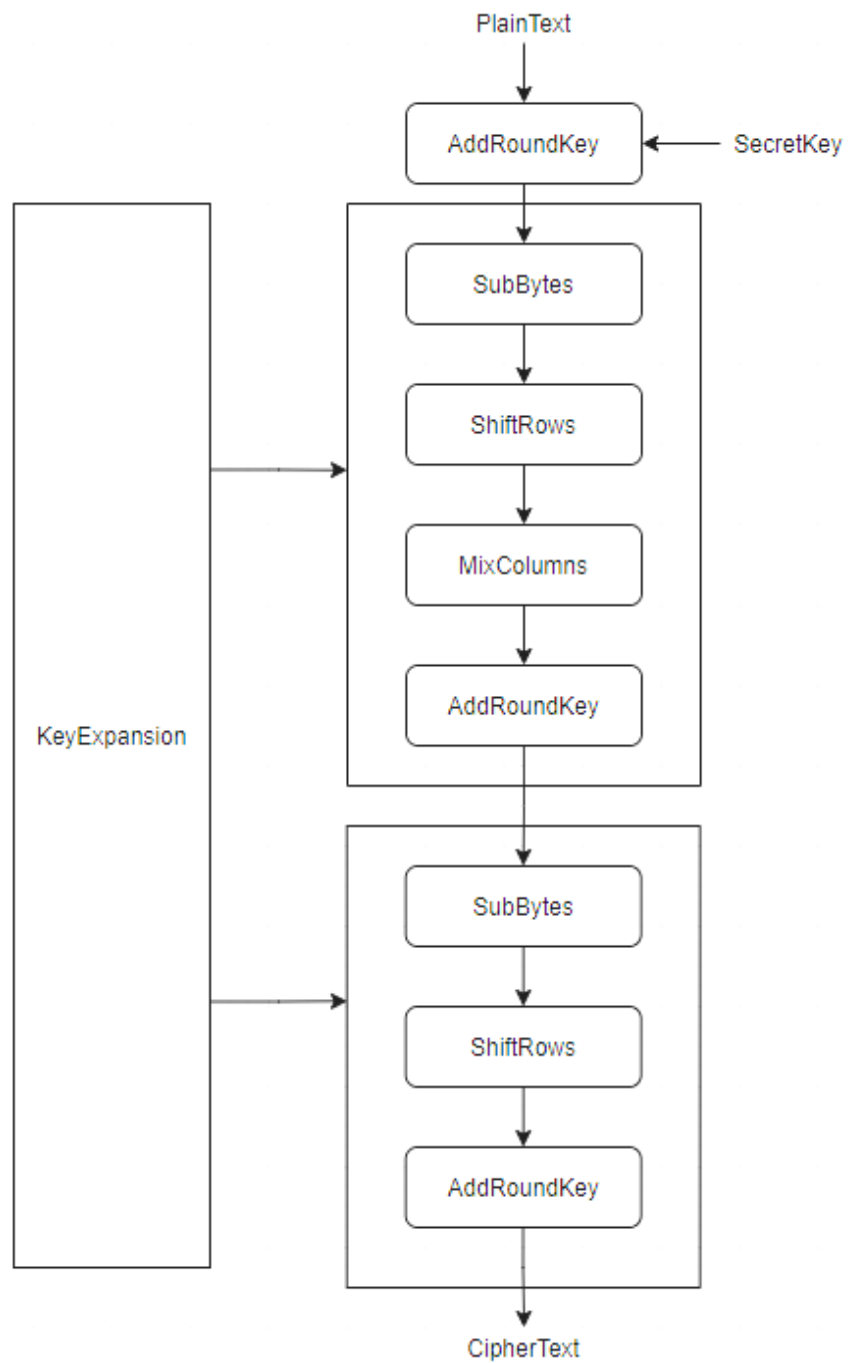 PlainText
AddRoundKey
SecretKey
SubBytes
ShiftRows
MixColumns
AddRoundKey
KeyExpansion
SubBytes
ShiftRows
AddRoundKey
CipherText